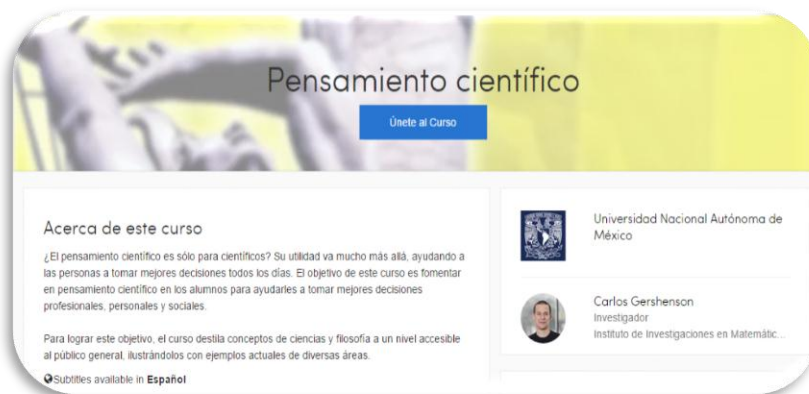 Pensamiento científico
Únete al Curso
Acerca de este curso
¿El pensamiento científico es sólo para científicos? Su utilidad va mucho más allá, ayudando a
las personas a tomar mejores decisiones todos los días. El objetivo de este curso es fomentar
en pensamiento científico en los alumnos para ayudarles a tomar mejores decisiones
profesionales, personales y sociales.
Para lograr este objetivo, el curso destila conceptos de ciencias y filosofía a un nivel accesible
al público general, ilustrándolos con ejemplos actuales de diversas áreas.
Subtitles available in Español
Universidad Nacional Autónoma de
México
Carlos Gershenson
Investigador
Instituto de Investigaciones en Matemátic...